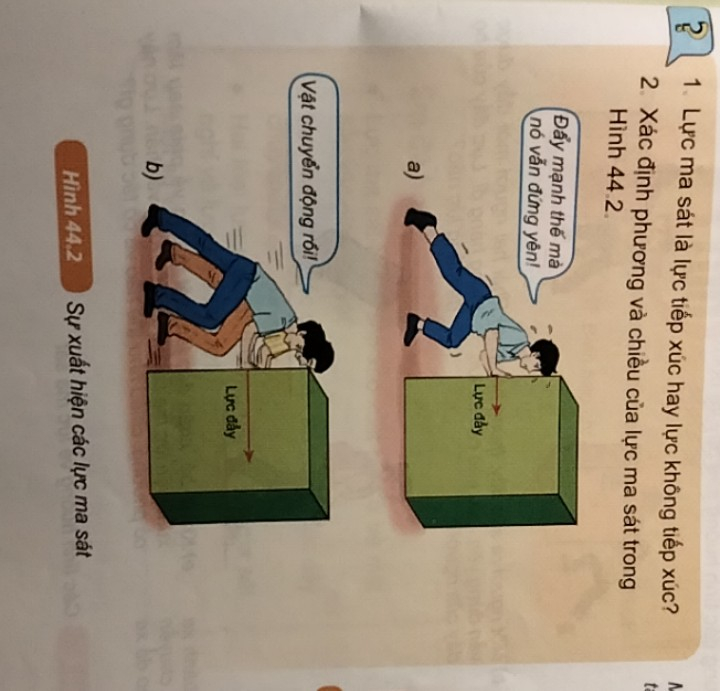 ?
1. Lực ma sát là lực tiếp xúc hay lực không tiếp xúc?
2. Xác định phương và chiều của lực ma sát trong
Hình 44.2.
Đẩy mạnh thế mà
nó vẫn đứng yên!
Lực đẩy
a)
Vật chuyển động rồi!
Lực đẩy
b)
Hình 44.2 Sự xuất hiện các lực ma sát